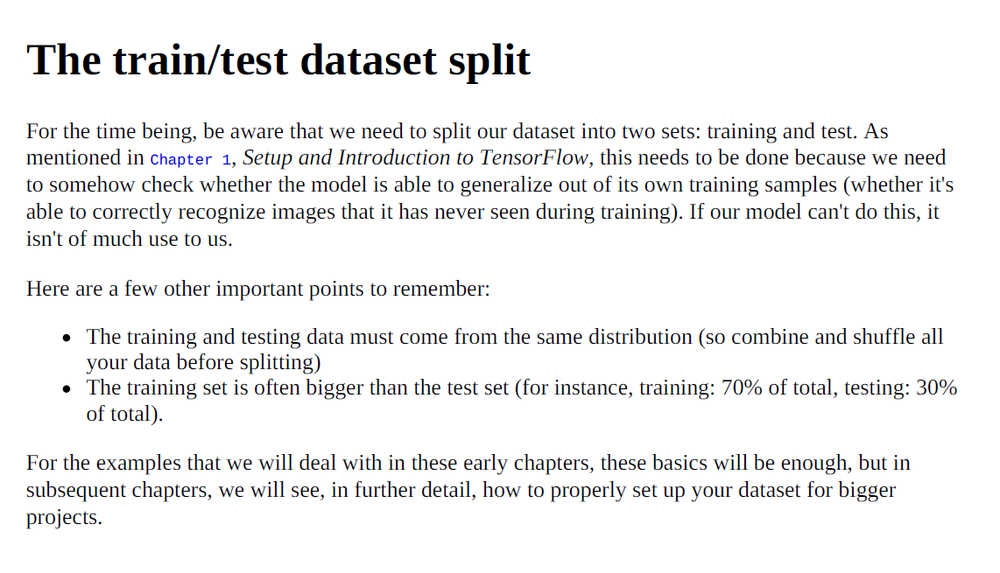 The train/test dataset split
For the time being, be aware that we need to split our dataset into two sets: training and test. As
mentioned in Chapter 1, Setup and Introduction to TensorFlow, this needs to be done because we need
to somehow check whether the model is able to generalize out of its own training samples (whether it's
able to correctly recognize images that it has never seen during training). If our model can't do this, it
isn't of much use to us.
Here are a few other important points to remember:
• The training and testing data must come from the same distribution (so combine and shuffle all
your data before splitting)
• The training set is often bigger than the test set (for instance, training: 70% of total, testing: 30%
of total).
For the examples that we will deal with in these early chapters, these basics will be enough, but in
subsequent chapters, we will see, in further detail, how to properly set up your dataset for bigger
projects.